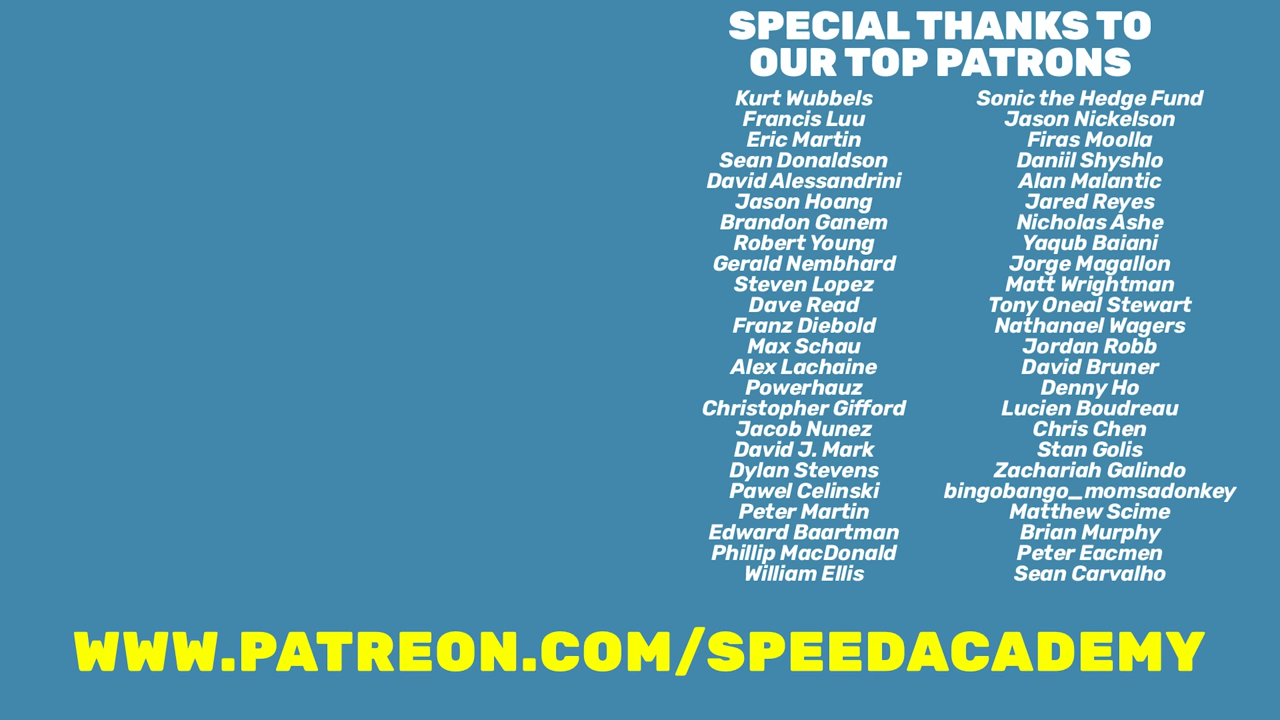 SPECIAL THANKS TO
OUR TOP PATRONS
Kurt Wubbels
Francis Luu
Eric Martin
Sean Donaldson
David Alessandrini
Jason Hoang
Brandon Ganem
Robert Young
Gerald Nembhard
Steven Lopez
Dave Read
Franz Diebold
Max Schau
Alex Lachaine
Powerhauz
Christopher Gifford
Jacob Nunez
David J. Mark
Dylan Stevens
Pawel Celinski
Peter Martin
Edward Baartman
Phillip MacDonald
William Ellis
Sonic the Hedge Fund
Jason Nickelson
Firas Moolla
Daniil Shyshlo
Alan Malantic
Jared Reyes
Nicholas Ashe
Yaqub Baiani
Jorge Magallon
Matt Wrightman
Tony Oneal Stewart
Nathanael Wagers
Jordan Robb
David Bruner
Denny Ho
Lucien Boudreau
Chris Chen
Stan Golis
Zachariah Galindo
bingobango_momsadonkey
Matthew Scime
Brian Murphy
Peter Eacmen
Sean Carvalho
WWW.PATREON.COM/SPEEDACADEMY